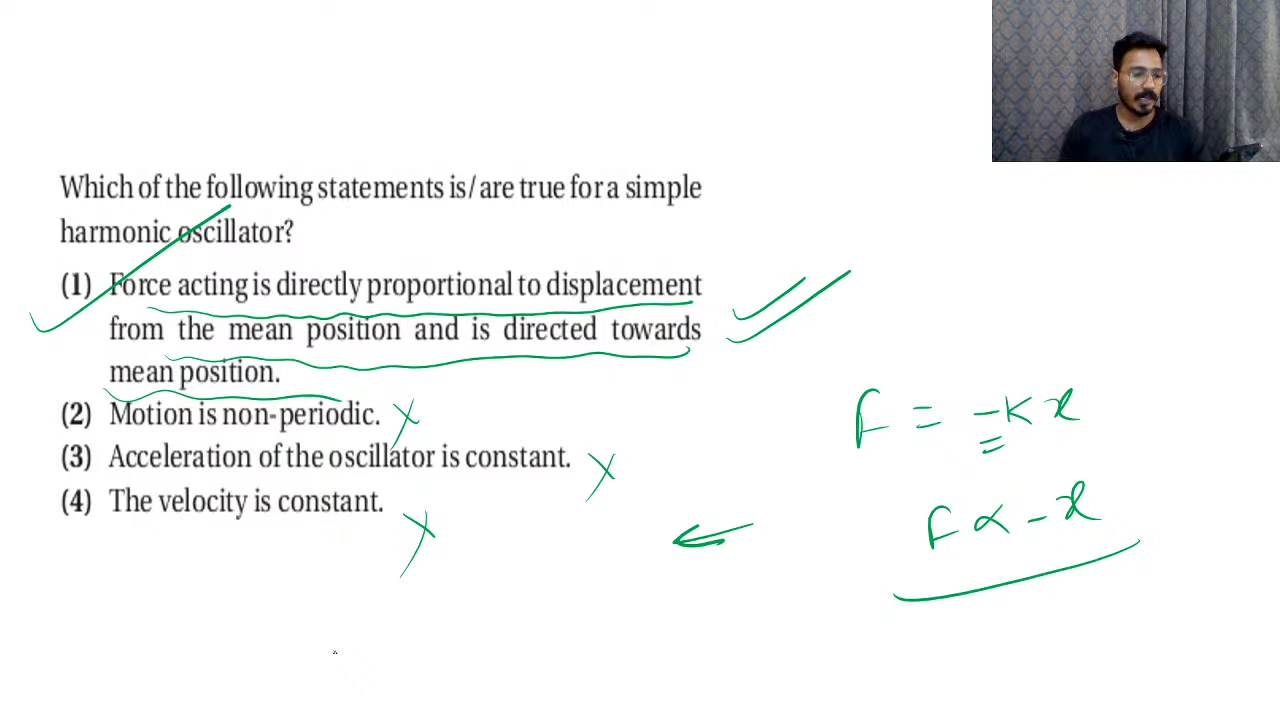 Which of the following statements is/are true for a simple
harmonic oscillator?
(1) Force acting is directly proportional to displacement
from the mean position and is directed towards
mean position.
(2) Motion is non-periodic.
(3) Acceleration of the oscillator is constant.
(4) The velocity is constant.
F = -Kx
F ∝ -x